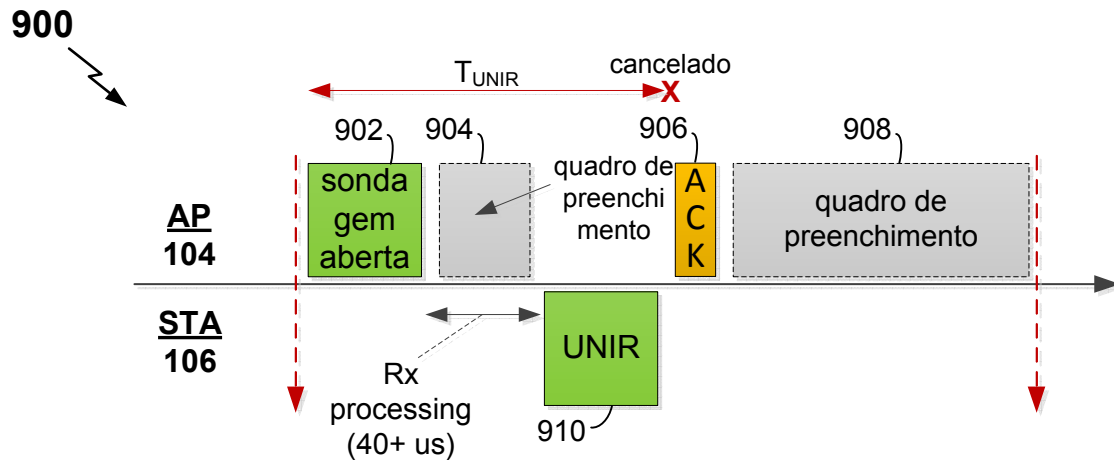 900
T_UNIR
cancelado
X
902
904
906
908
sonda
gem
aberta
quadro de
preenchi
mento
A
C
K
quadro de
preenchimento
AP
104
STA
106
UNIR
Rx
processing
(40+ us)
910